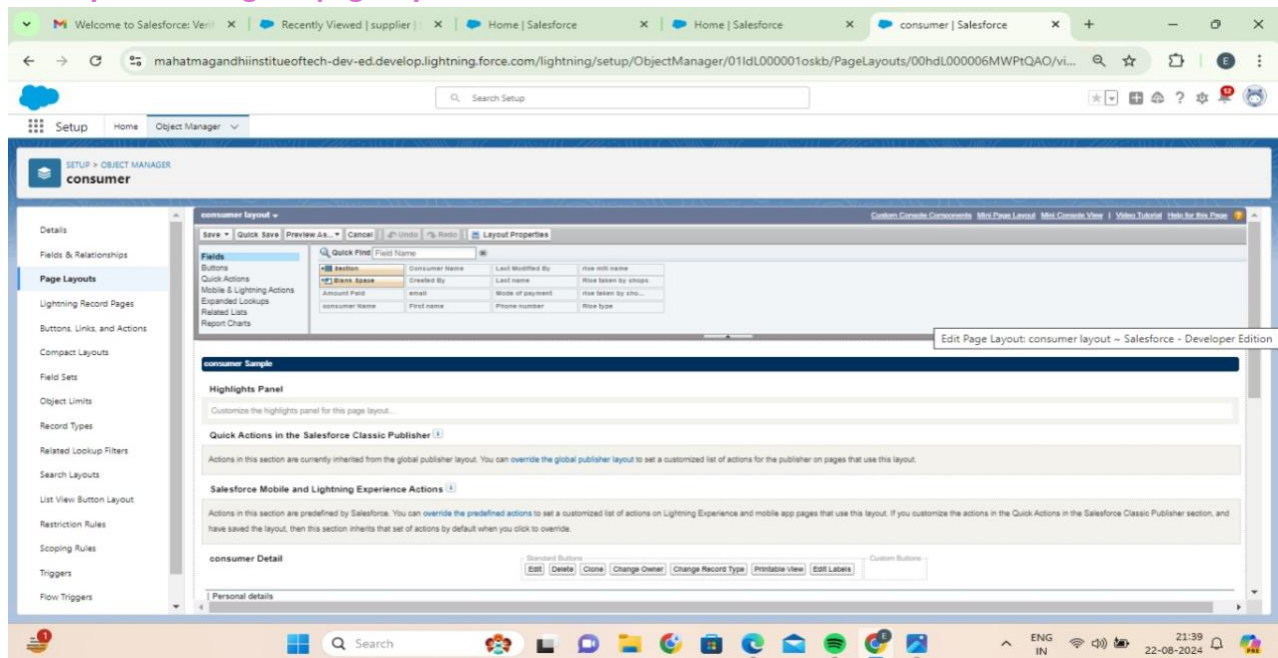 Welcome to Salesforce: Verif
Recently Viewed | supplier |
Home | Salesforce
Home | Salesforce
consumer | Salesforce
mahatmagandhiinstitueoftech-dev-ed.develop.lightning.force.com/lightning/setup/ObjectManager/01IdL000001oskb/PageLayouts/00hdL000006MWPtQAO/vi...
E
Search Setup
Setup Home Object Manager
SETUP > OBJECT MANAGER
consumer
Details
Fields & Relationships
Page Layouts
Lightning Record Pages
Buttons, Links, and Actions
Compact Layouts
Field Sets
Object Limits
Record Types
Related Lookup Filters
Search Layouts
List View Button Layout
Restriction Rules
Scoping Rules
Triggers
Flow Triggers
consumer layout
Custom Console Components Mini Page Layout Mini Console View | Video Tutorial Help for this Page
Save Quick Save Preview As... Cancel Undo Redo Layout Properties
Fields
Buttons
Quick Actions
Mobile & Lightning Actions
Expanded Lookups
Related Lists
Report Charts
Quick Find Field Name
Section Consumer Name Last Modified By rise mill name
Blank Space Created By Last name Rise taken by shops
Amount Paid email Mode of payment rise taken by sho...
consumer Name First name Phone number Rise type
Edit Page Layout: consumer layout ~ Salesforce - Developer Edition
consumer Sample
Highlights Panel
Customize the highlights panel for this page layout...
Quick Actions in the Salesforce Classic Publisher
Actions in this section are currently inherited from the global publisher layout. You can override the global publisher layout to set a customized list of actions for the publisher on pages that use this layout.
Salesforce Mobile and Lightning Experience Actions
Actions in this section are predefined by Salesforce. You can override the predefined actions to set a customized list of actions on Lightning Experience and mobile app pages that use this layout. If you customize the actions in the Quick Actions in the Salesforce Classic Publisher section, and
have saved the layout, then this section inherits that set of actions by default when you click to override.
consumer Detail
Standard Buttons
Edit Delete Clone Change Owner Change Record Type Printable View Edit Labels
Custom Buttons
Personal details
Search
ENG
IN
21:39
22-08-2024